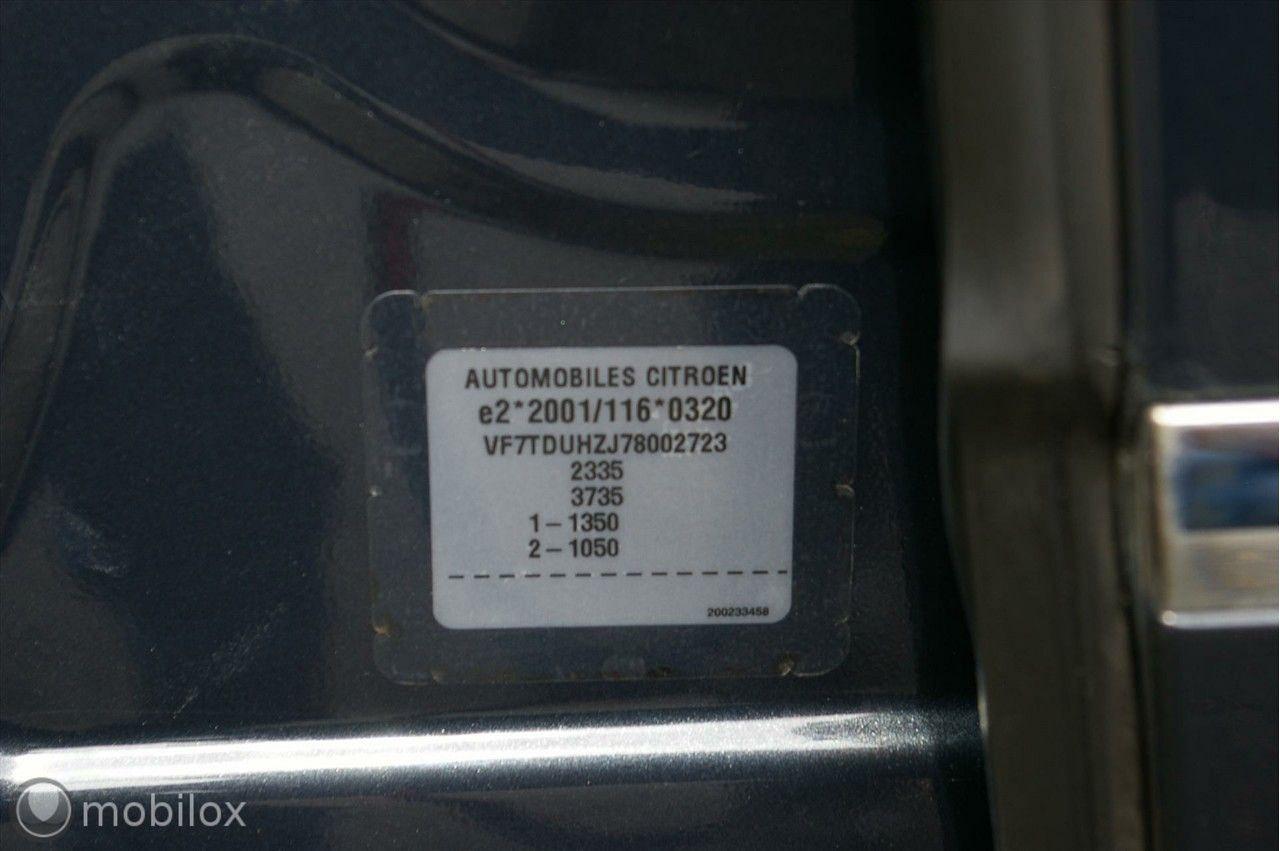 AUTOMOBILES CITROEN
e2*2001/116*0320
VF7TDUHZJ78002723
2335
3735
1 – 1350
2 – 1050
200233458
mobilox